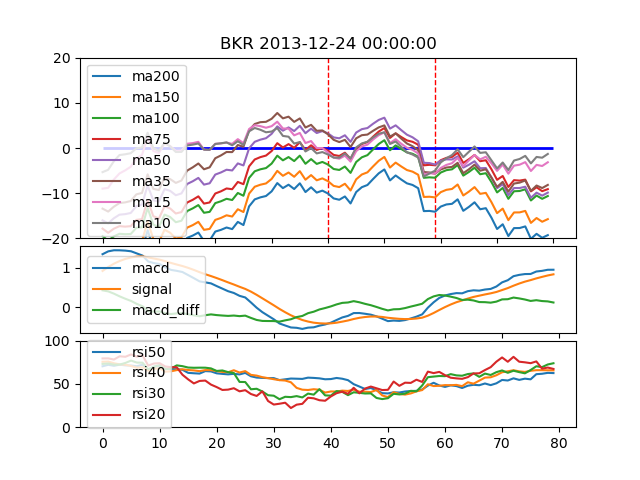 BKR 2013-12-24 00:00:00
20
10
0
−10
−20
ma200
ma150
ma100
ma75
ma50
ma35
ma15
ma10
1
0
macd
signal
macd_diff
100
50
0
rsi50
rsi40
rsi30
rsi20
0 10 20 30 40 50 60 70 80